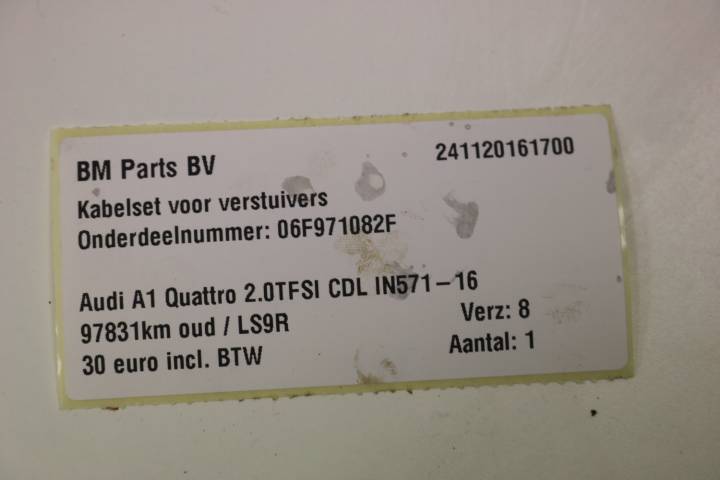 BM Parts BV
241120161700
Kabelset voor verstuivers
Onderdeelnummer: 06F971082F
Audi A1 Quattro 2.0TFSI CDL IN571-16
97831km oud / LS9R
Verz: 8
30 euro incl. BTW
Aantal: 1